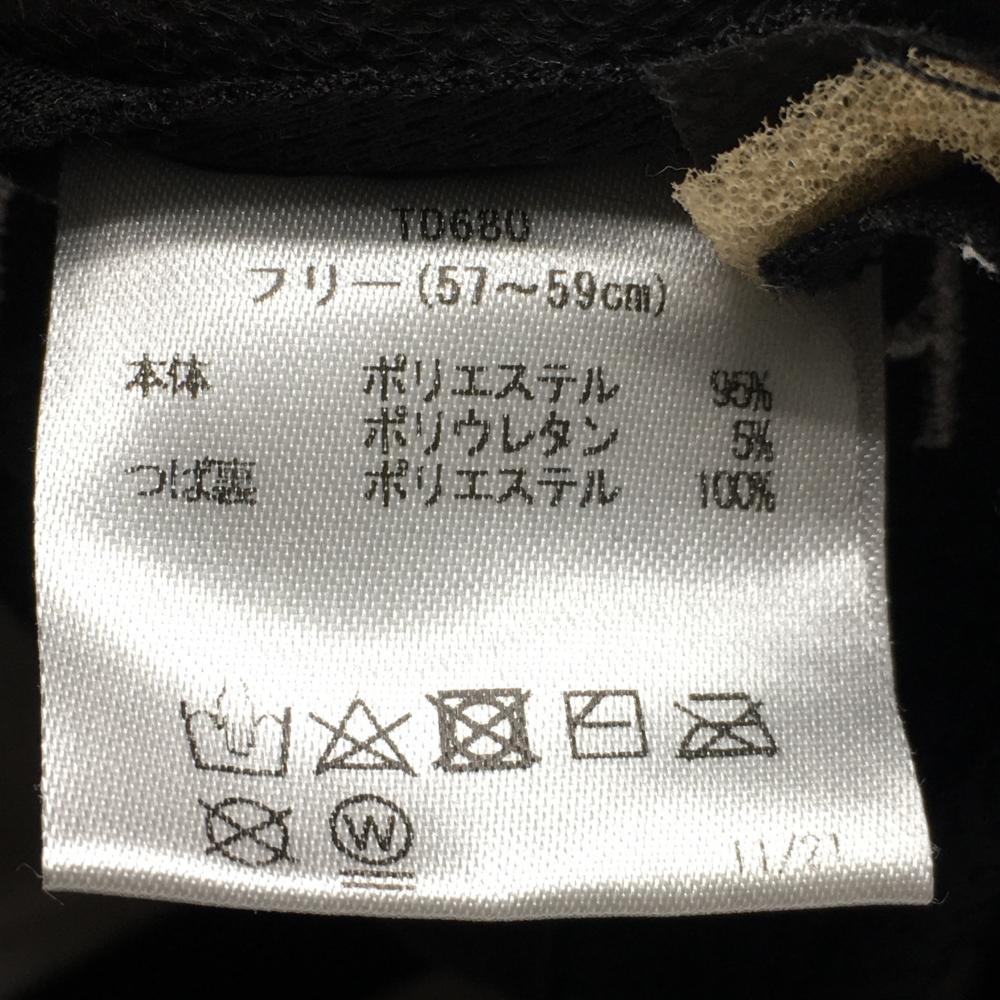 TD680
フリー(57～59cm)
本体 ポリエステル 95%
ポリウレタン 5%
つば裏 ポリエステル 100%
W
11/21